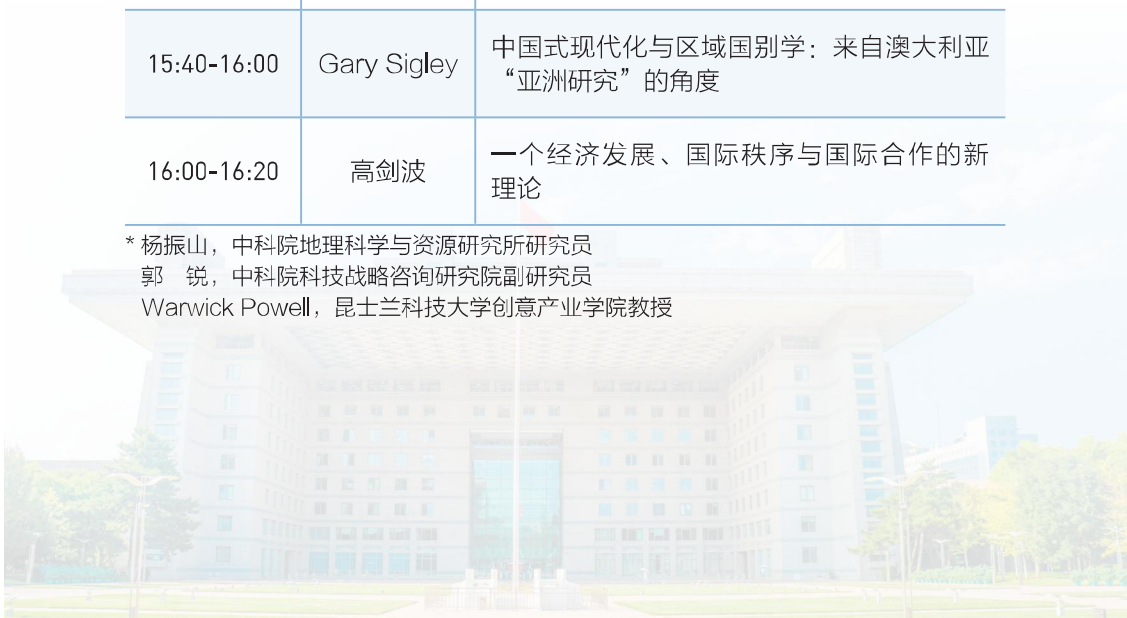 15:40-16:00 Gary Sigley 中国式现代化与区域国别学：来自澳大利亚
“亚洲研究”的角度
16:00-16:20 高剑波 一个经济发展、国际秩序与国际合作的新
理论
* 杨振山，中科院地理科学与资源研究所研究员
郭　锐，中科院科技战略咨询研究院副研究员
Warwick Powell，昆士兰科技大学创意产业学院教授